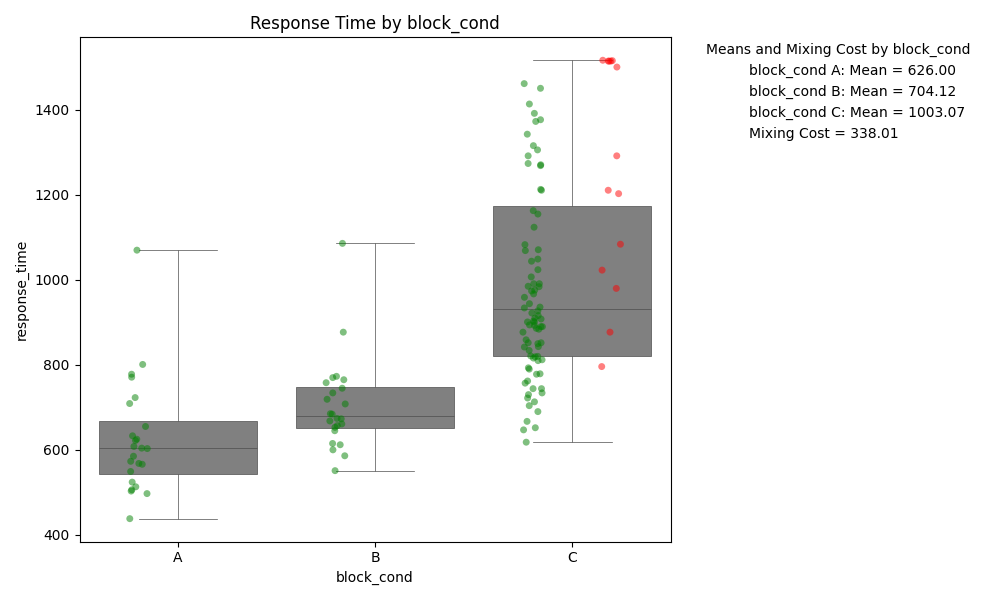 Response Time by block_cond
Means and Mixing Cost by block_cond
block_cond A: Mean = 626.00
block_cond B: Mean = 704.12
block_cond C: Mean = 1003.07
Mixing Cost = 338.01
1400
1200
1000
800
600
400
response_time
A B C
block_cond